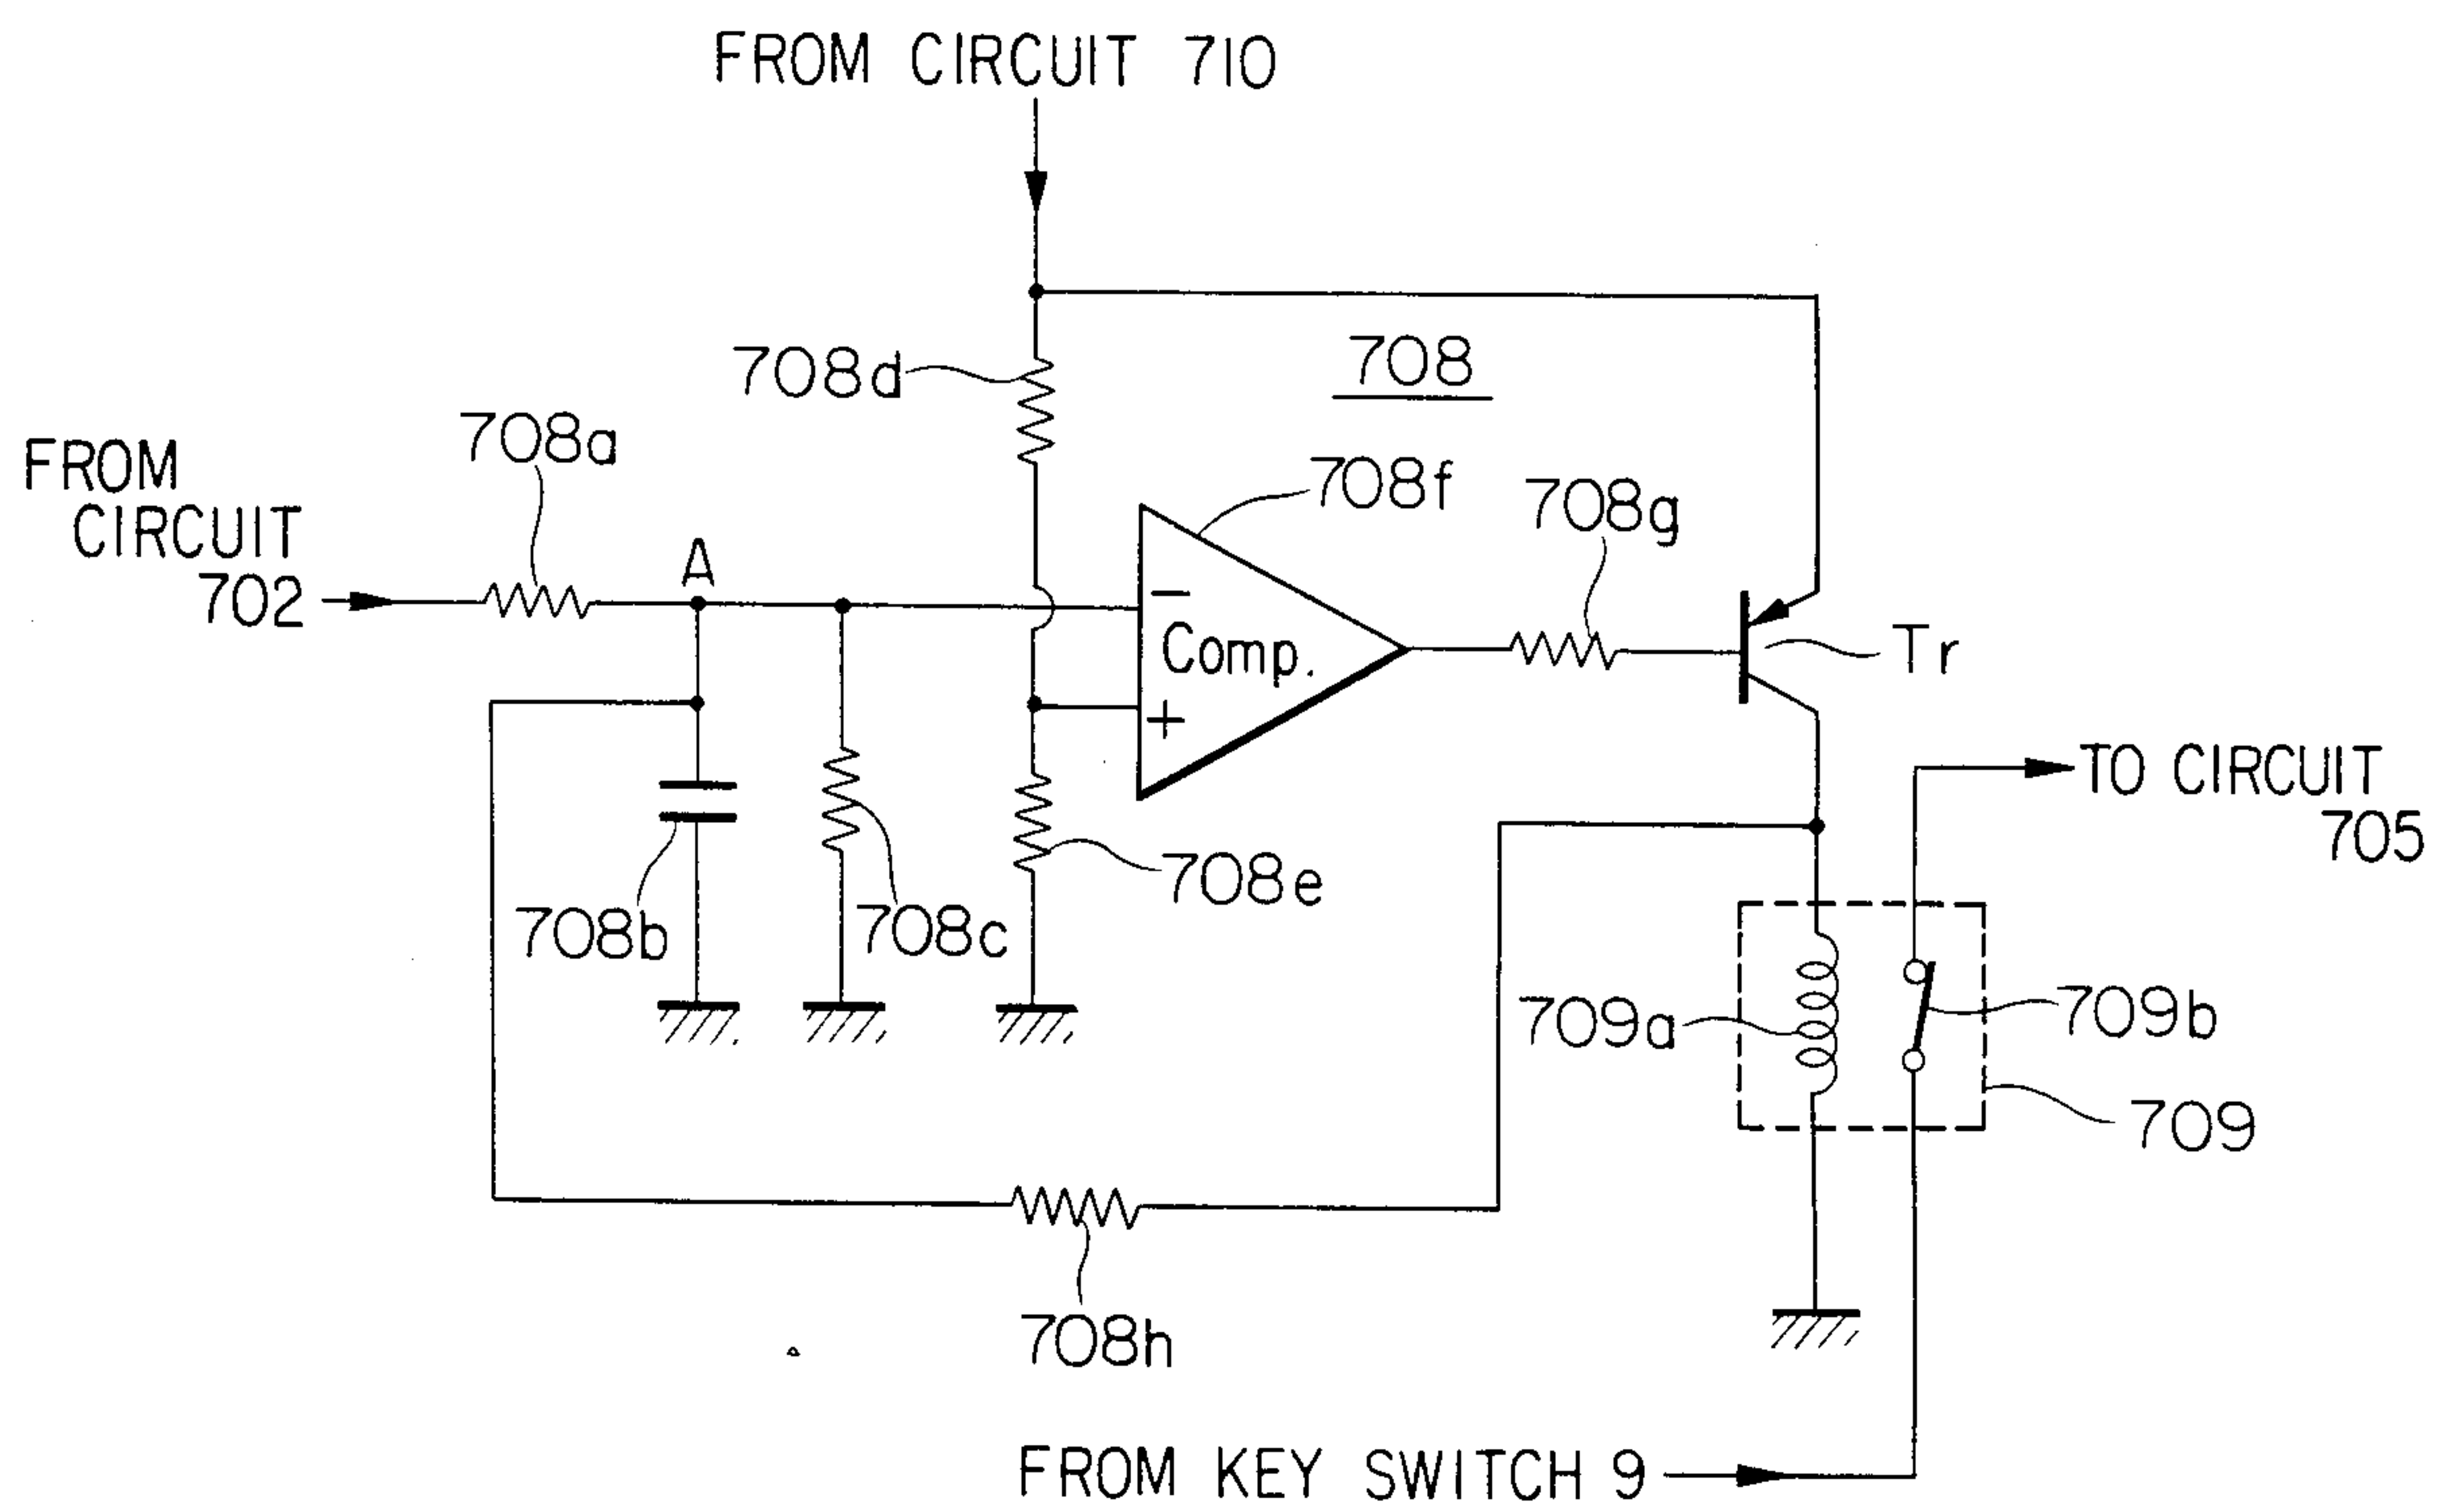 FROM CIRCUIT 710
708d
708
708a
708f
708g
FROM
CIRCUIT
702
A
−
Comp.
+
Tr
TO CIRCUIT
705
708b
708c
708e
709a
709b
709
708h
FROM KEY SWITCH 9